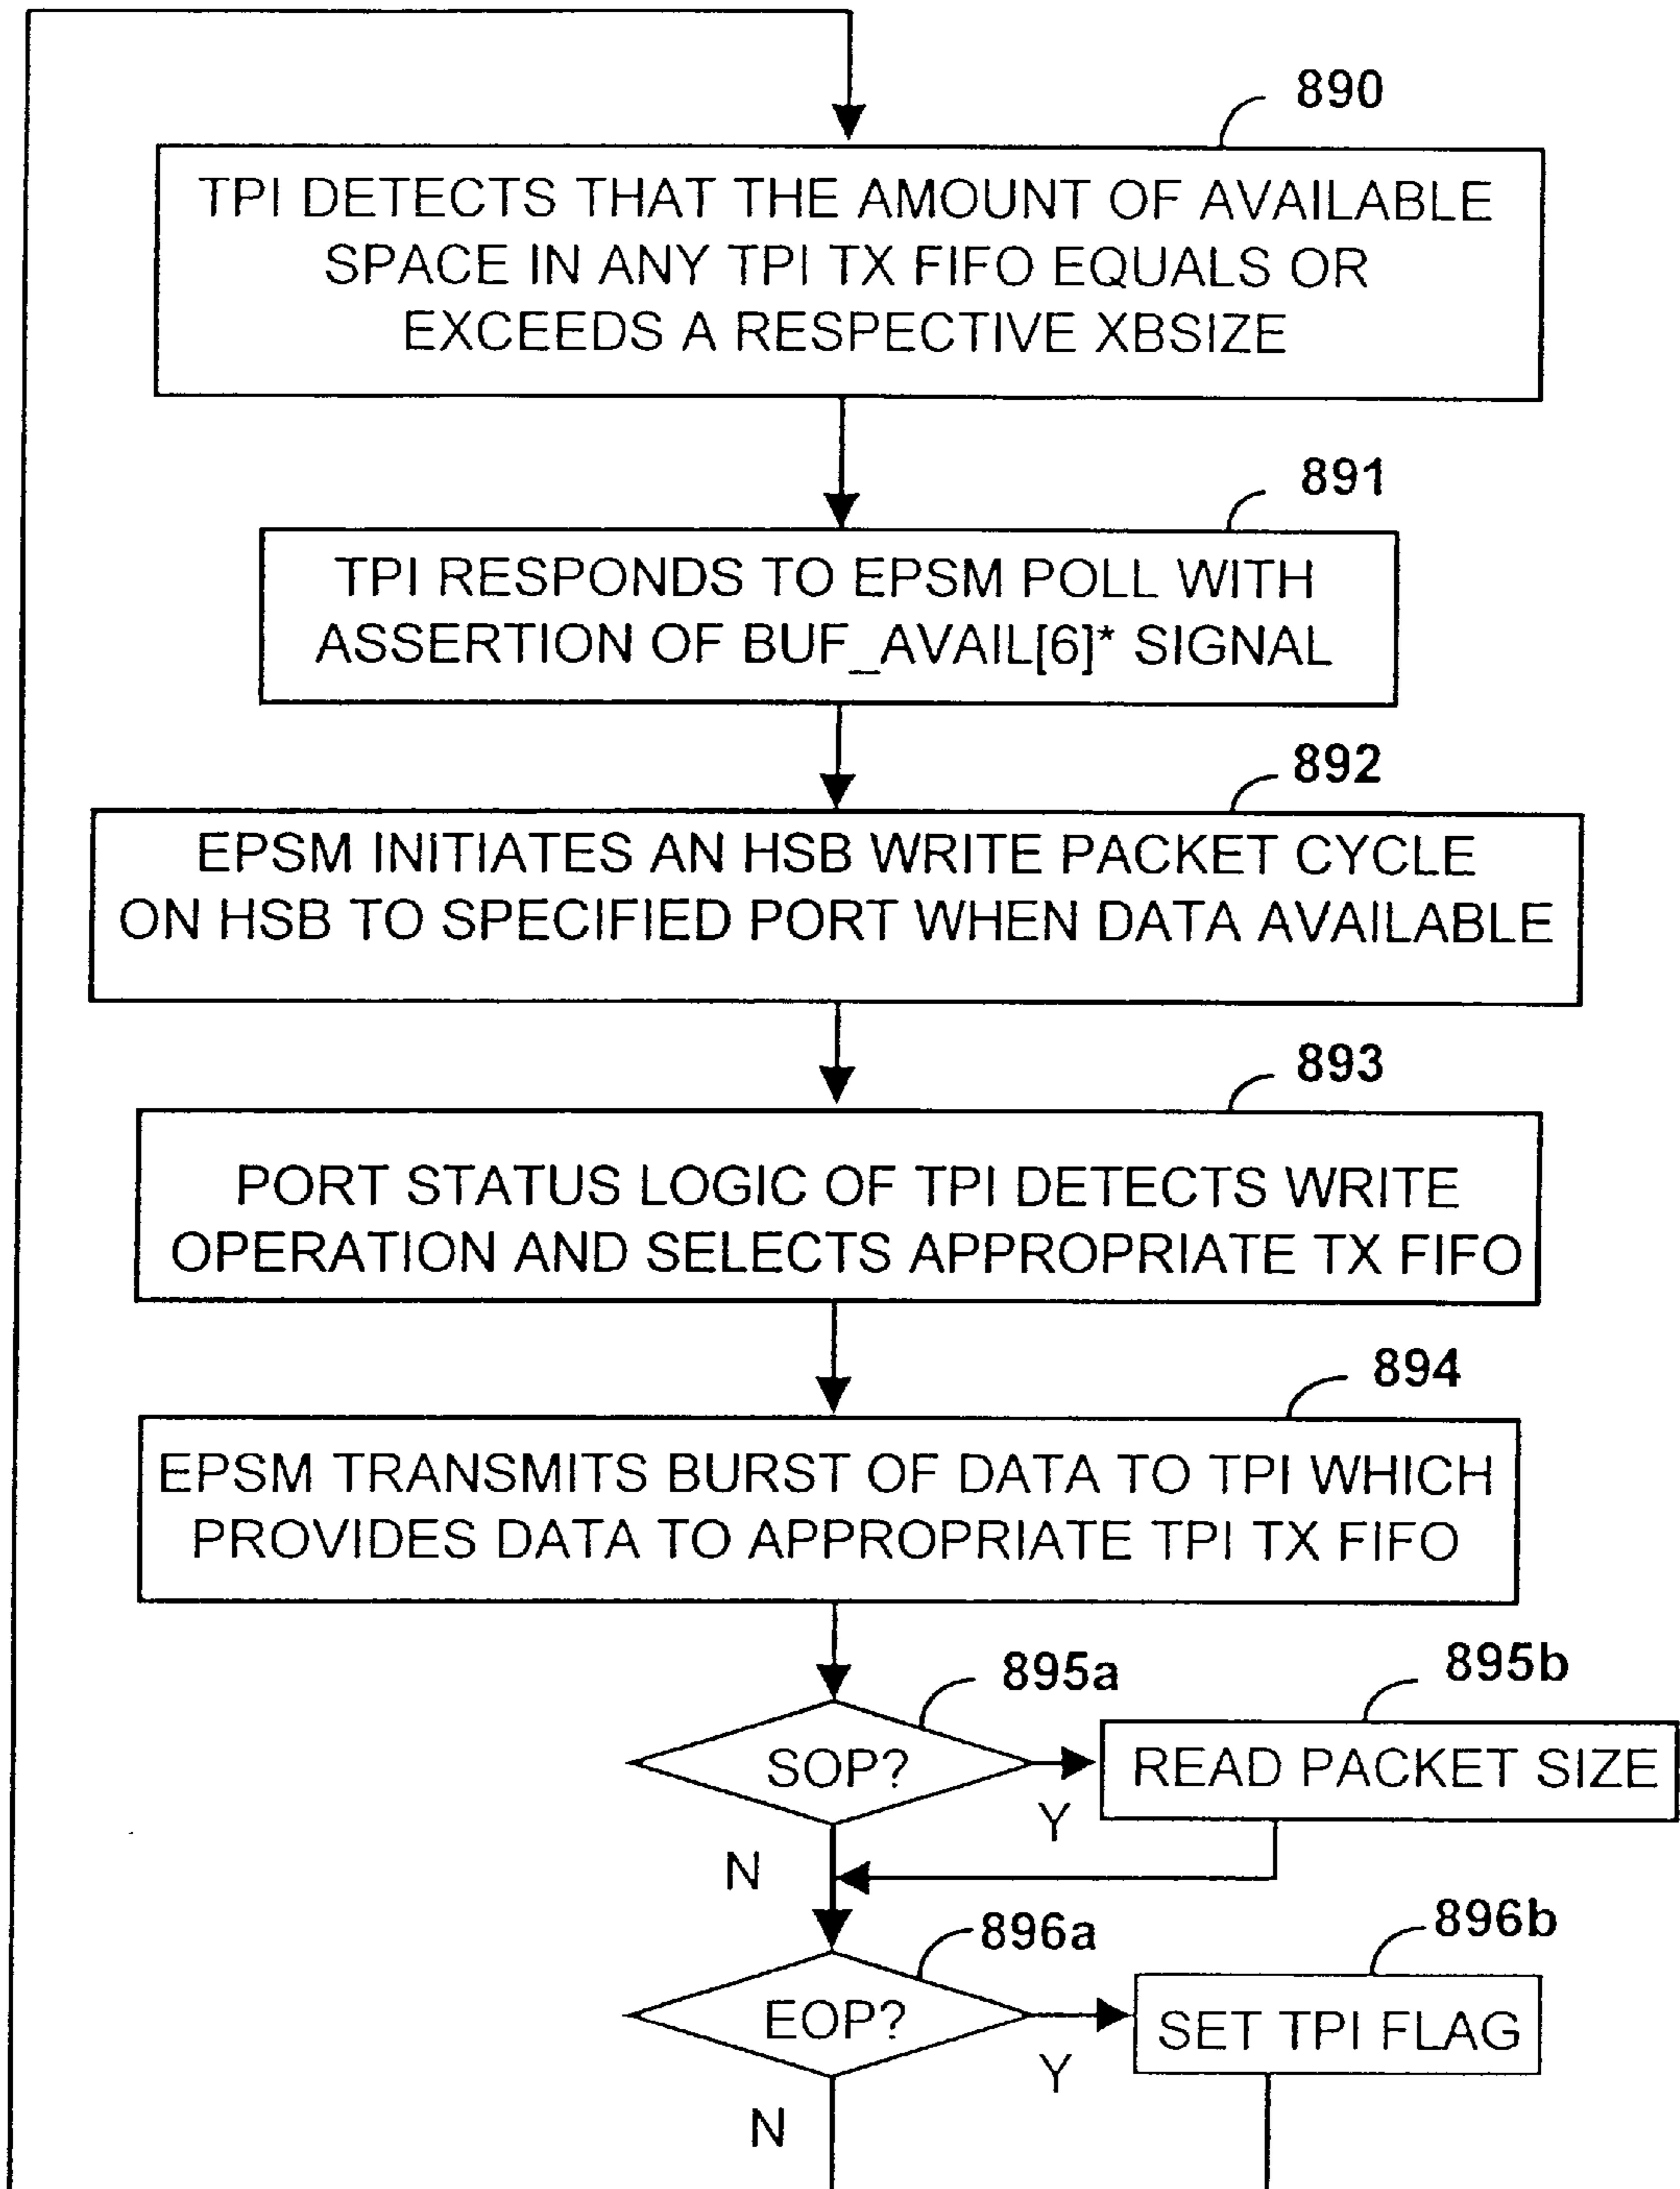 890
TPI DETECTS THAT THE AMOUNT OF AVAILABLE
SPACE IN ANY TPI TX FIFO EQUALS OR
EXCEEDS A RESPECTIVE XBSIZE
891
TPI RESPONDS TO EPSM POLL WITH
ASSERTION OF BUF_AVAIL[6]* SIGNAL
892
EPSM INITIATES AN HSB WRITE PACKET CYCLE
ON HSB TO SPECIFIED PORT WHEN DATA AVAILABLE
893
PORT STATUS LOGIC OF TPI DETECTS WRITE
OPERATION AND SELECTS APPROPRIATE TX FIFO
894
EPSM TRANSMITS BURST OF DATA TO TPI WHICH
PROVIDES DATA TO APPROPRIATE TPI TX FIFO
895a
895b
SOP?
READ PACKET SIZE
Y
N
896a
896b
EOP?
SET TPI FLAG
Y
N